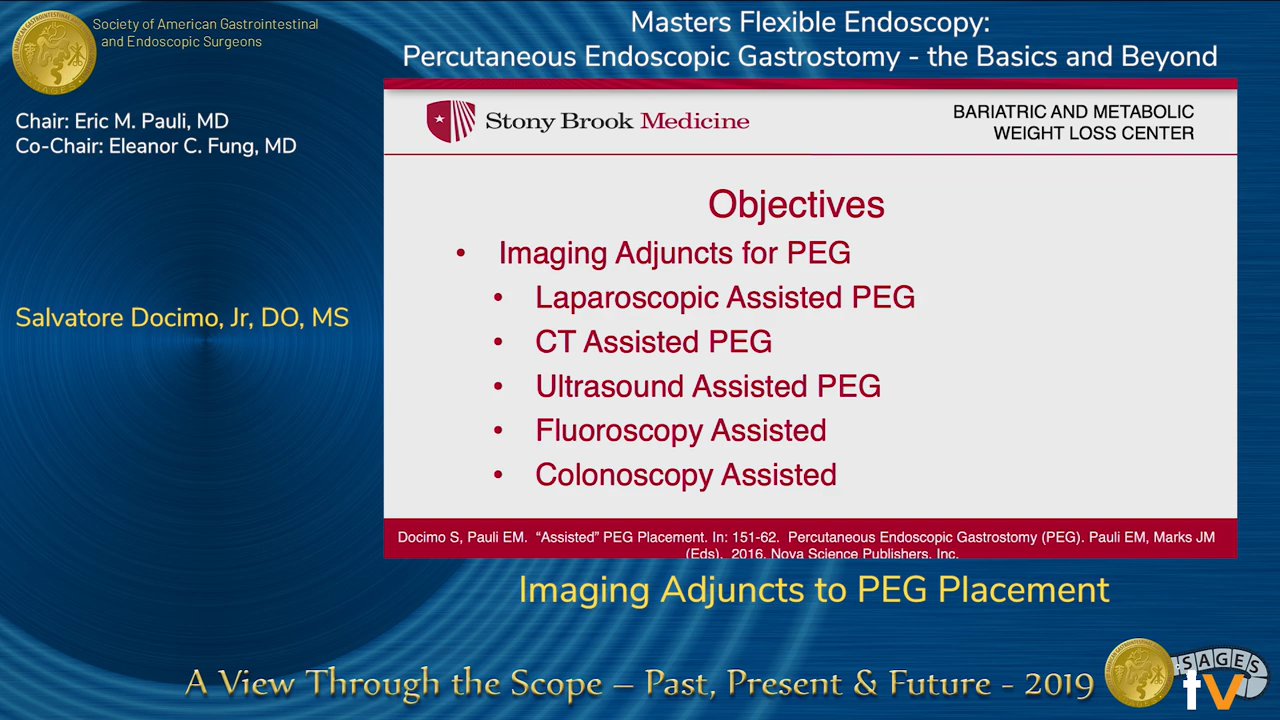 Society of American Gastrointestinal
and Endoscopic Surgeons
Masters Flexible Endoscopy:
Percutaneous Endoscopic Gastrostomy - the Basics and Beyond
Chair: Eric M. Pauli, MD
Co-Chair: Eleanor C. Fung, MD
Salvatore Docimo, Jr, DO, MS
Stony Brook Medicine
BARIATRIC AND METABOLIC
WEIGHT LOSS CENTER
Objectives
• Imaging Adjuncts for PEG
• Laparoscopic Assisted PEG
• CT Assisted PEG
• Ultrasound Assisted PEG
• Fluoroscopy Assisted
• Colonoscopy Assisted
Docimo S, Pauli EM. “Assisted” PEG Placement. In: 151-62. Percutaneous Endoscopic Gastrostomy (PEG). Pauli EM, Marks JM
(Eds). 2016. Nova Science Publishers, Inc.
Imaging Adjuncts to PEG Placement
A View Through the Scope – Past, Present & Future - 2019
SAGES
tv